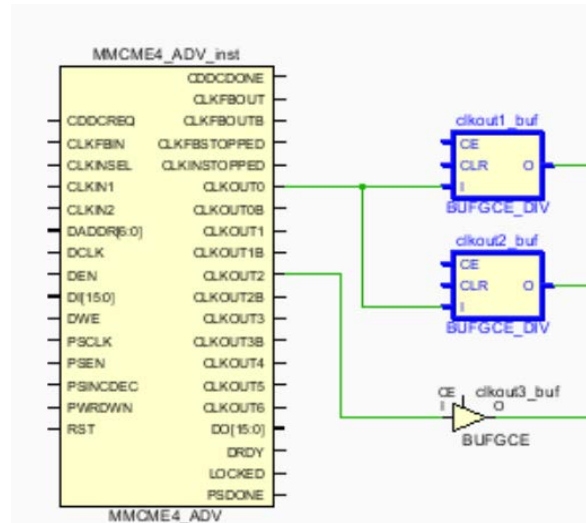 MMCME4_ADV_inst
CDDCDONE
CLKFBOUT
CDDCREQ CLKFBOUTB
CLKFBIN CLKFBSTOPPED
CLKINSEL CLKINSTOPPED
CLKIN1 CLKOUT0
CLKIN2 CLKOUT0B
DADDR[6:0] CLKOUT1
DCLK CLKOUT1B
DEN CLKOUT2
DI[15:0] CLKOUT2B
DWE CLKOUT3
PSCLK CLKOUT3B
PSEN CLKOUT4
PSINCDEC CLKOUT5
PWRDWN CLKOUT6
RST DO[15:0]
DRDY
LOCKED
PSDONE
MMCME4_ADV
clkout1_buf
CE
CLR O
I
BUFGCE_DIV
clkout2_buf
CE
CLR O
I
BUFGCE_DIV
CE clkout3_buf
I O
BUFGCE